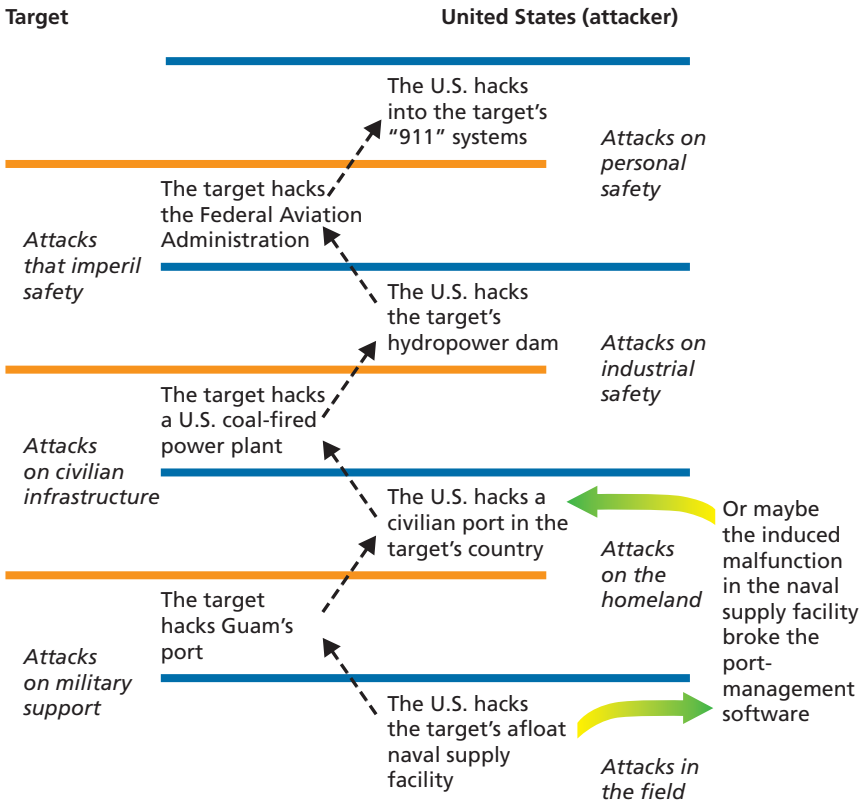 Target
United States (attacker)
The U.S. hacks
into the target's
"911" systems
Attacks on
personal
safety
The target hacks
the Federal Aviation
Administration
Attacks
that imperil
safety
The U.S. hacks
the target's
hydropower dam
Attacks on
industrial
safety
The target hacks
a U.S. coal-fired
power plant
Attacks
on civilian
infrastructure
The U.S. hacks a
civilian port in the
target's country
Attacks
on the
homeland
Or maybe
the induced
malfunction
in the naval
supply facility
broke the
port-
management
software
The target
hacks Guam's
port
Attacks
on military
support
The U.S. hacks
the target's afloat
naval supply
facility
Attacks in
the field